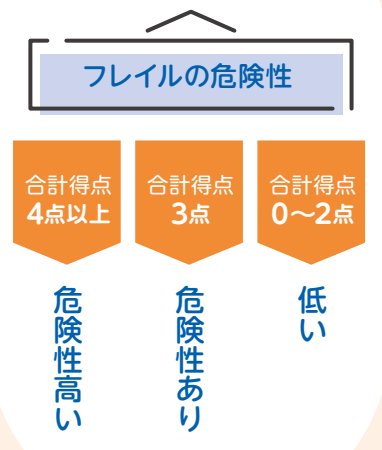 フレイルの危険性
合計得点
4点以上
危険性高い
合計得点
3点
危険性あり
合計得点
0〜2点
低い